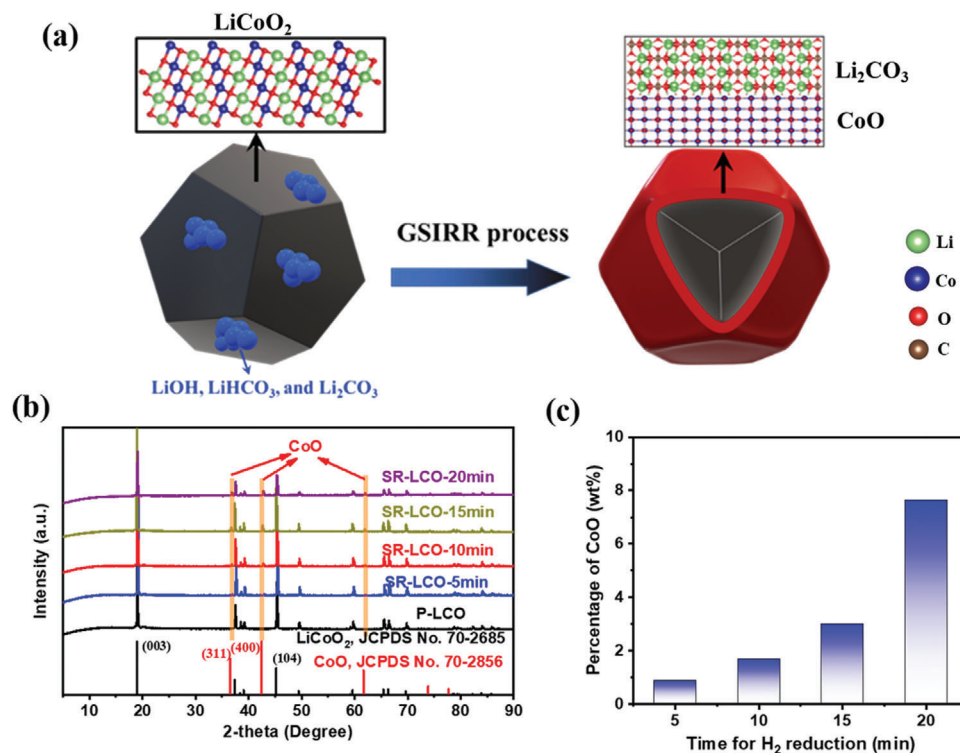 (a)
LiCoO₂
Li₂CO₃
CoO
GSIRR process
Li
Co
O
C
LiOH, LiHCO₃, and Li₂CO₃
(b)
CoO
SR-LCO-20min
SR-LCO-15min
SR-LCO-10min
SR-LCO-5min
P-LCO
LiCoO₂, JCPDS No. 70-2685
(003)
(311)
(400)
(104)
CoO, JCPDS No. 70-2856
Intensity (a.u.)
10 20 30 40 50 60 70 80 90
2-theta (Degree)
(c)
Percentage of CoO (wt%)
10
8
6
4
2
0
5 10 15 20
Time for H₂ reduction (min)